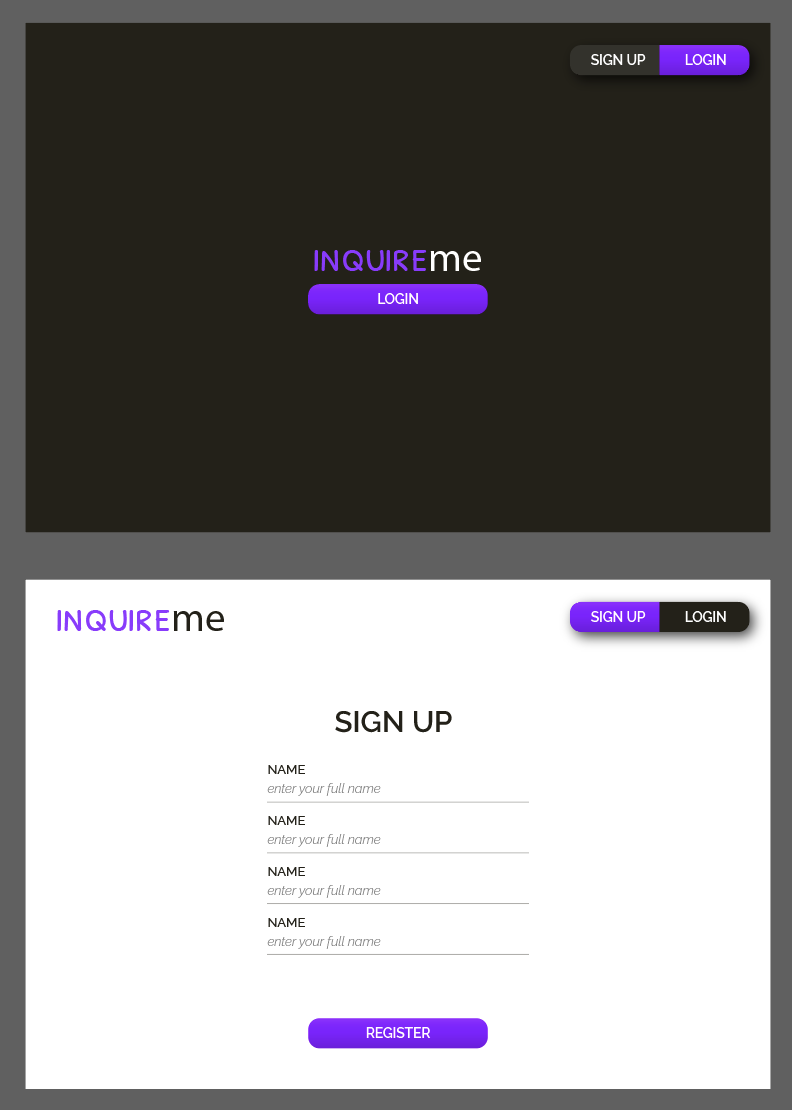 SIGN UP LOGIN
INQUIREme
LOGIN
INQUIREme
SIGN UP LOGIN
SIGN UP
NAME
enter your full name
NAME
enter your full name
NAME
enter your full name
NAME
enter your full name
REGISTER